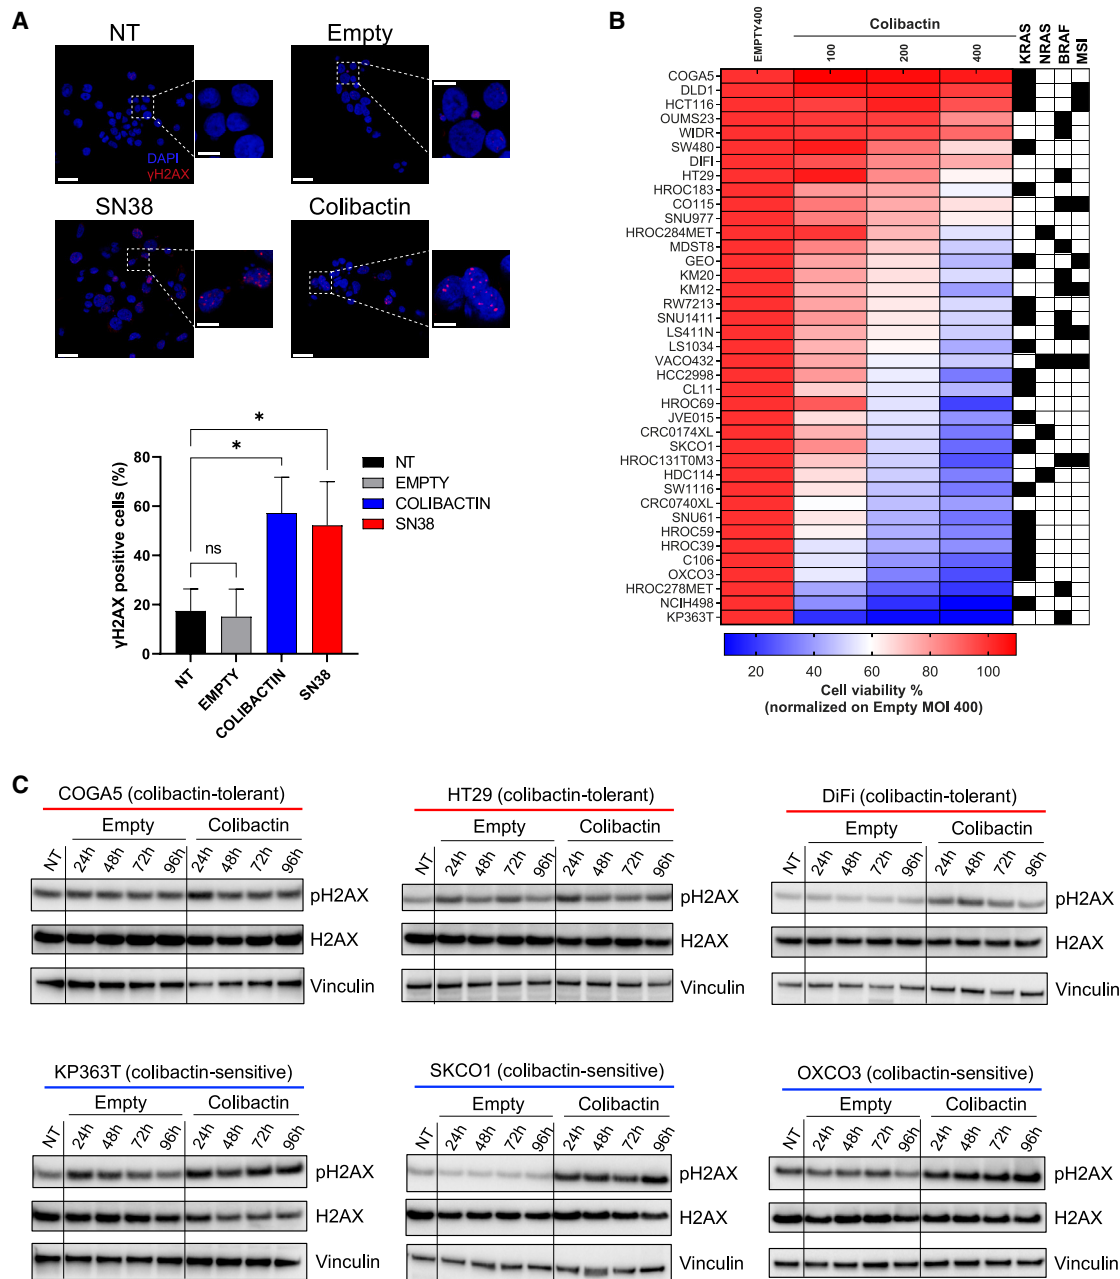 A
NT
Empty
DAPI
γH2AX
SN38
Colibactin
γH2AX positive cells (%)
80
60
40
20
0
*
*
ns
NT
EMPTY
COLIBACTIN
SN38
NT
EMPTY
COLIBACTIN
SN38
B
Colibactin
EMPTY400
100
200
400
KRAS
NRAS
BRAF
MSI
COGA5
DLD1
HCT116
OUMS23
WIDR
SW480
DIFI
HT29
HROC183
CO115
SNU977
HROC284MET
MDST8
GEO
KM20
KM12
RW7213
SNU1411
LS411N
LS1034
VACO432
HCC2998
CL11
HROC69
JVE015
CRC0174XL
SKCO1
HROC131T0M3
HDC114
SW1116
CRC0740XL
SNU61
HROC59
HROC39
C106
OXCO3
HROC278MET
NCIH498
KP363T
20 40 60 80 100
Cell viability %
(normalized on Empty MOI 400)
C
COGA5 (colibactin-tolerant)
Empty Colibactin
NT 24h 48h 72h 96h 24h 48h 72h 96h
pH2AX
H2AX
Vinculin
HT29 (colibactin-tolerant)
Empty Colibactin
NT 24h 48h 72h 96h 24h 48h 72h 96h
pH2AX
H2AX
Vinculin
DiFi (colibactin-tolerant)
Empty Colibactin
NT 24h 48h 72h 96h 24h 48h 72h 96h
pH2AX
H2AX
Vinculin
KP363T (colibactin-sensitive)
Empty Colibactin
NT 24h 48h 72h 96h 24h 48h 72h 96h
pH2AX
H2AX
Vinculin
SKCO1 (colibactin-sensitive)
Empty Colibactin
NT 24h 48h 72h 96h 24h 48h 72h 96h
pH2AX
H2AX
Vinculin
OXCO3 (colibactin-sensitive)
Empty Colibactin
NT 24h 48h 72h 96h 24h 48h 72h 96h
pH2AX
H2AX
Vinculin